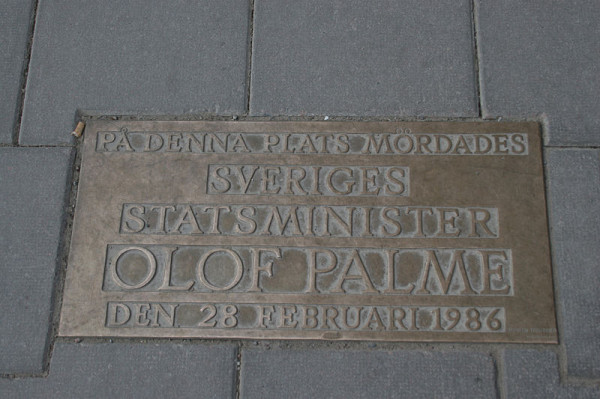 PÅ DENNA PLATS MÖRDADES
SVERIGES
STATSMINISTER
OLOF PALME
DEN 28 FEBRUARI 1986